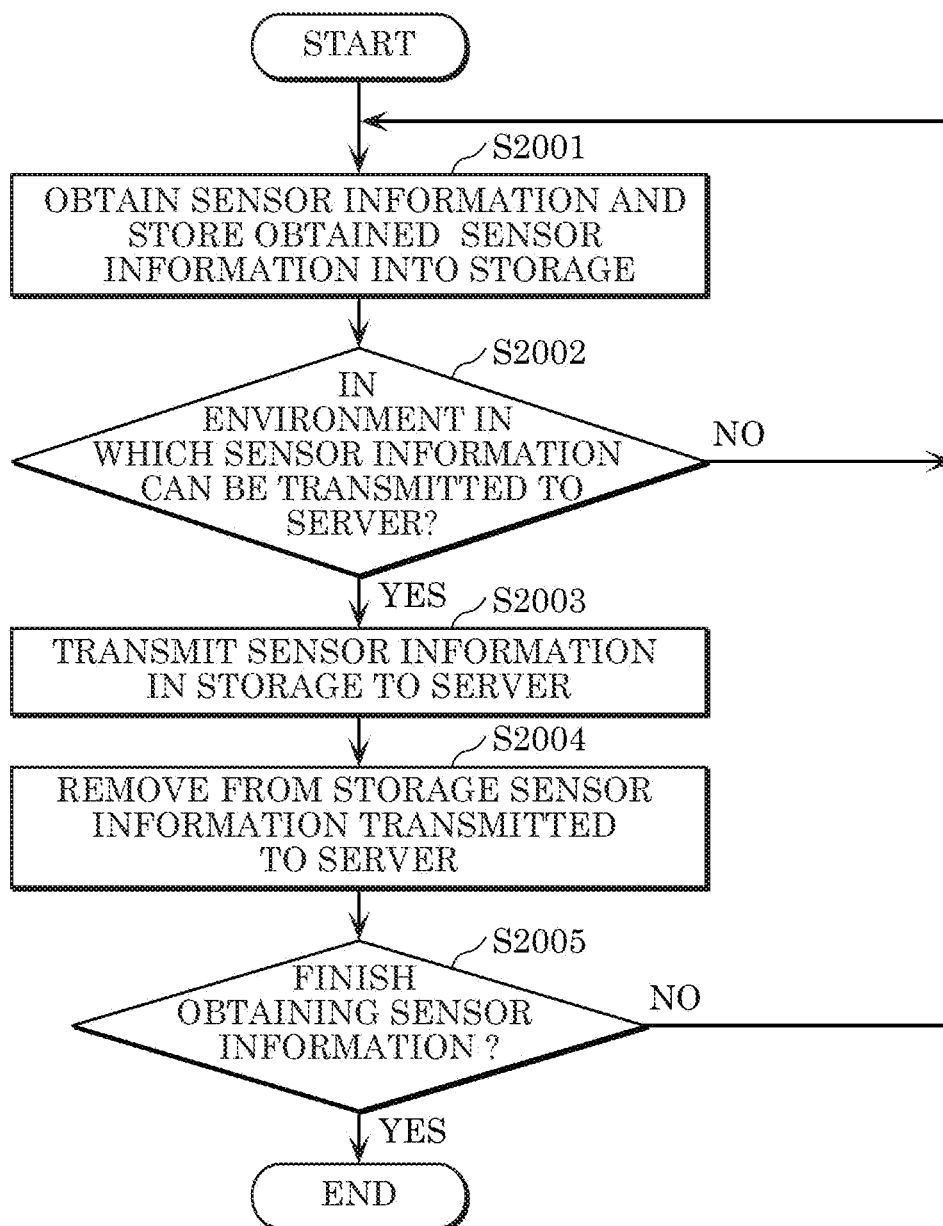 START
S2001
OBTAIN SENSOR INFORMATION AND
STORE OBTAINED SENSOR
INFORMATION INTO STORAGE
S2002
IN
ENVIRONMENT IN
WHICH SENSOR INFORMATION
CAN BE TRANSMITTED TO
SERVER?
NO
YES
S2003
TRANSMIT SENSOR INFORMATION
IN STORAGE TO SERVER
S2004
REMOVE FROM STORAGE SENSOR
INFORMATION TRANSMITTED
TO SERVER
S2005
FINISH
OBTAINING SENSOR
INFORMATION ?
NO
YES
END